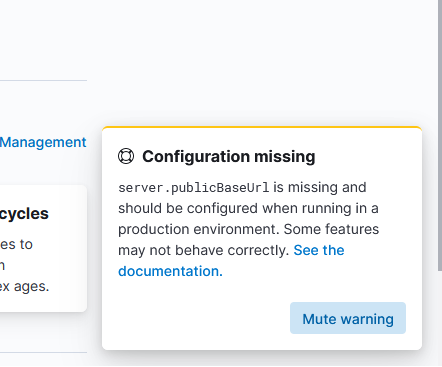 Management
Configuration missing
server.publicBaseUrl is missing and
should be configured when running in a
production environment. Some features
may not behave correctly. See the
documentation.
Mute warning
cycles
es to
ex ages.